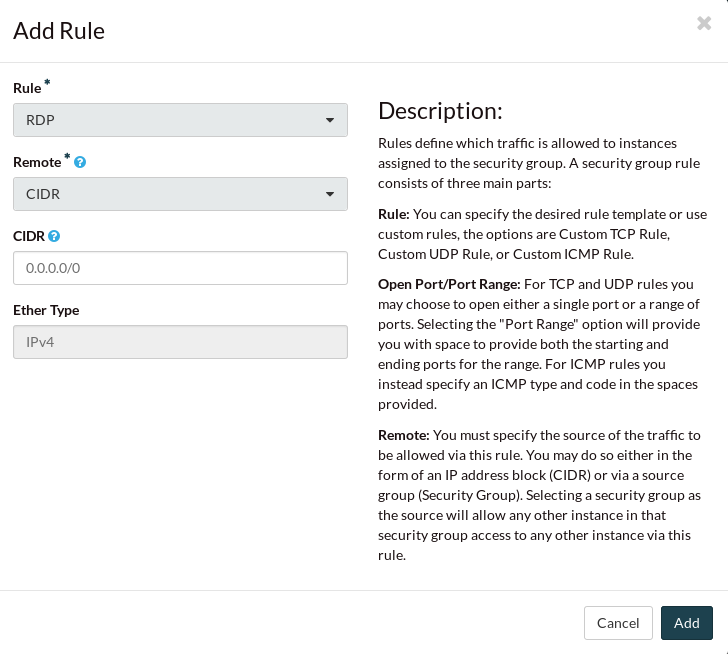 Add Rule
✖
Rule *
RDP
Remote * ?
CIDR
CIDR ?
0.0.0.0/0
Ether Type
IPv4
Description:
Rules define which traffic is allowed to instances
assigned to the security group. A security group rule
consists of three main parts:
Rule: You can specify the desired rule template or use
custom rules, the options are Custom TCP Rule,
Custom UDP Rule, or Custom ICMP Rule.
Open Port/Port Range: For TCP and UDP rules you
may choose to open either a single port or a range of
ports. Selecting the "Port Range" option will provide
you with space to provide both the starting and
ending ports for the range. For ICMP rules you
instead specify an ICMP type and code in the spaces
provided.
Remote: You must specify the source of the traffic to
be allowed via this rule. You may do so either in the
form of an IP address block (CIDR) or via a source
group (Security Group). Selecting a security group as
the source will allow any other instance in that
security group access to any other instance via this
rule.
Cancel
Add